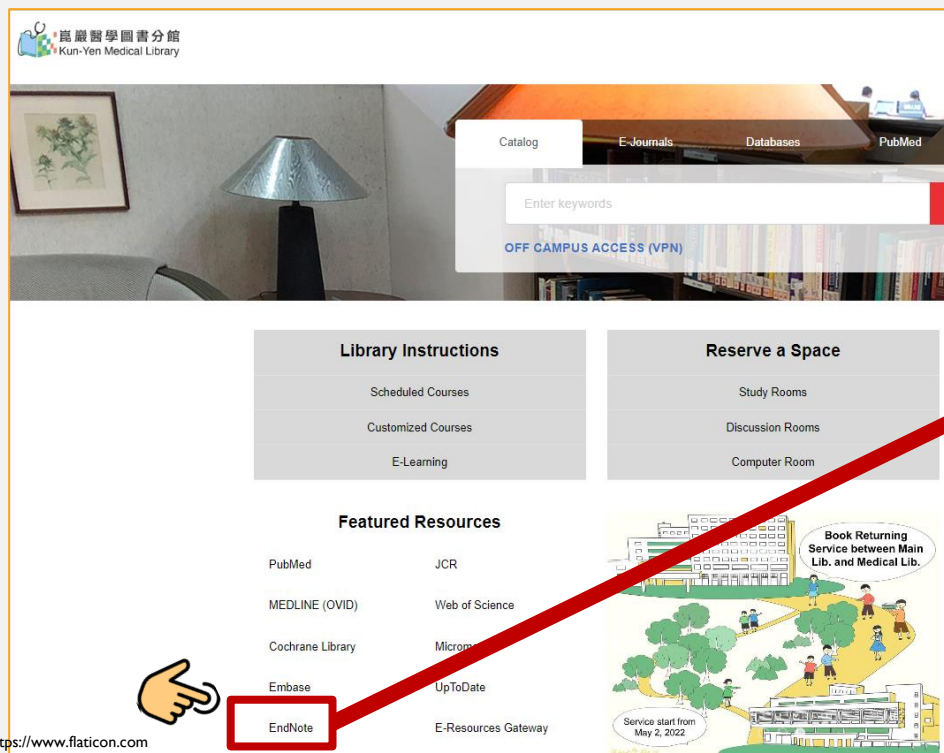 崑巖醫學圖書分館
Kun-Yen Medical Library
Catalog E-Journals Databases PubMed
Enter keywords
OFF CAMPUS ACCESS (VPN)
Library Instructions
Scheduled Courses
Customized Courses
E-Learning
Reserve a Space
Study Rooms
Discussion Rooms
Computer Room
Featured Resources
PubMed JCR
MEDLINE (OVID) Web of Science
Cochrane Library
Embase UpToDate
EndNote E-Resources Gateway
Book Returning
Service between Main
Lib. and Medical Lib.
Service start from
May 2, 2022
tps://www.flaticon.com